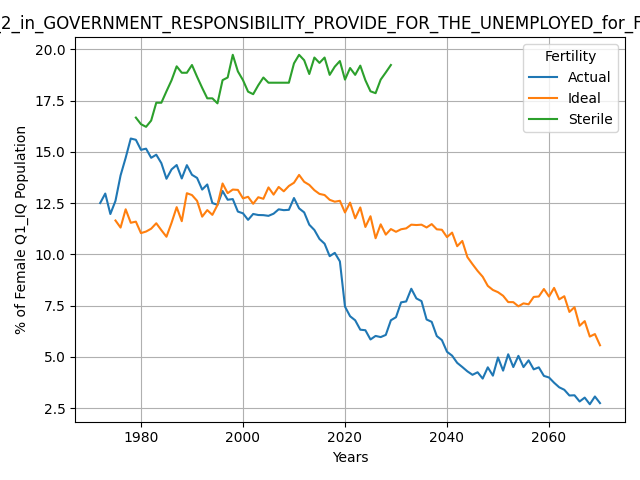 _2_in_GOVERNMENT_RESPONSIBILITY_PROVIDE_FOR_THE_UNEMPLOYED_for_F
Fertility
Actual
Ideal
Sterile
% of Female Q1_IQ Population
20.0
17.5
15.0
12.5
10.0
7.5
5.0
2.5
1980 2000 2020 2040 2060
Years